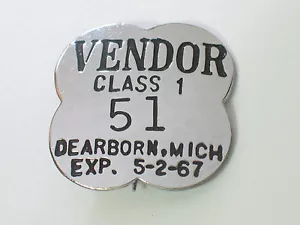 VENDOR
CLASS 1
51
DEARBORN, MICH
EXP. 5-2-67